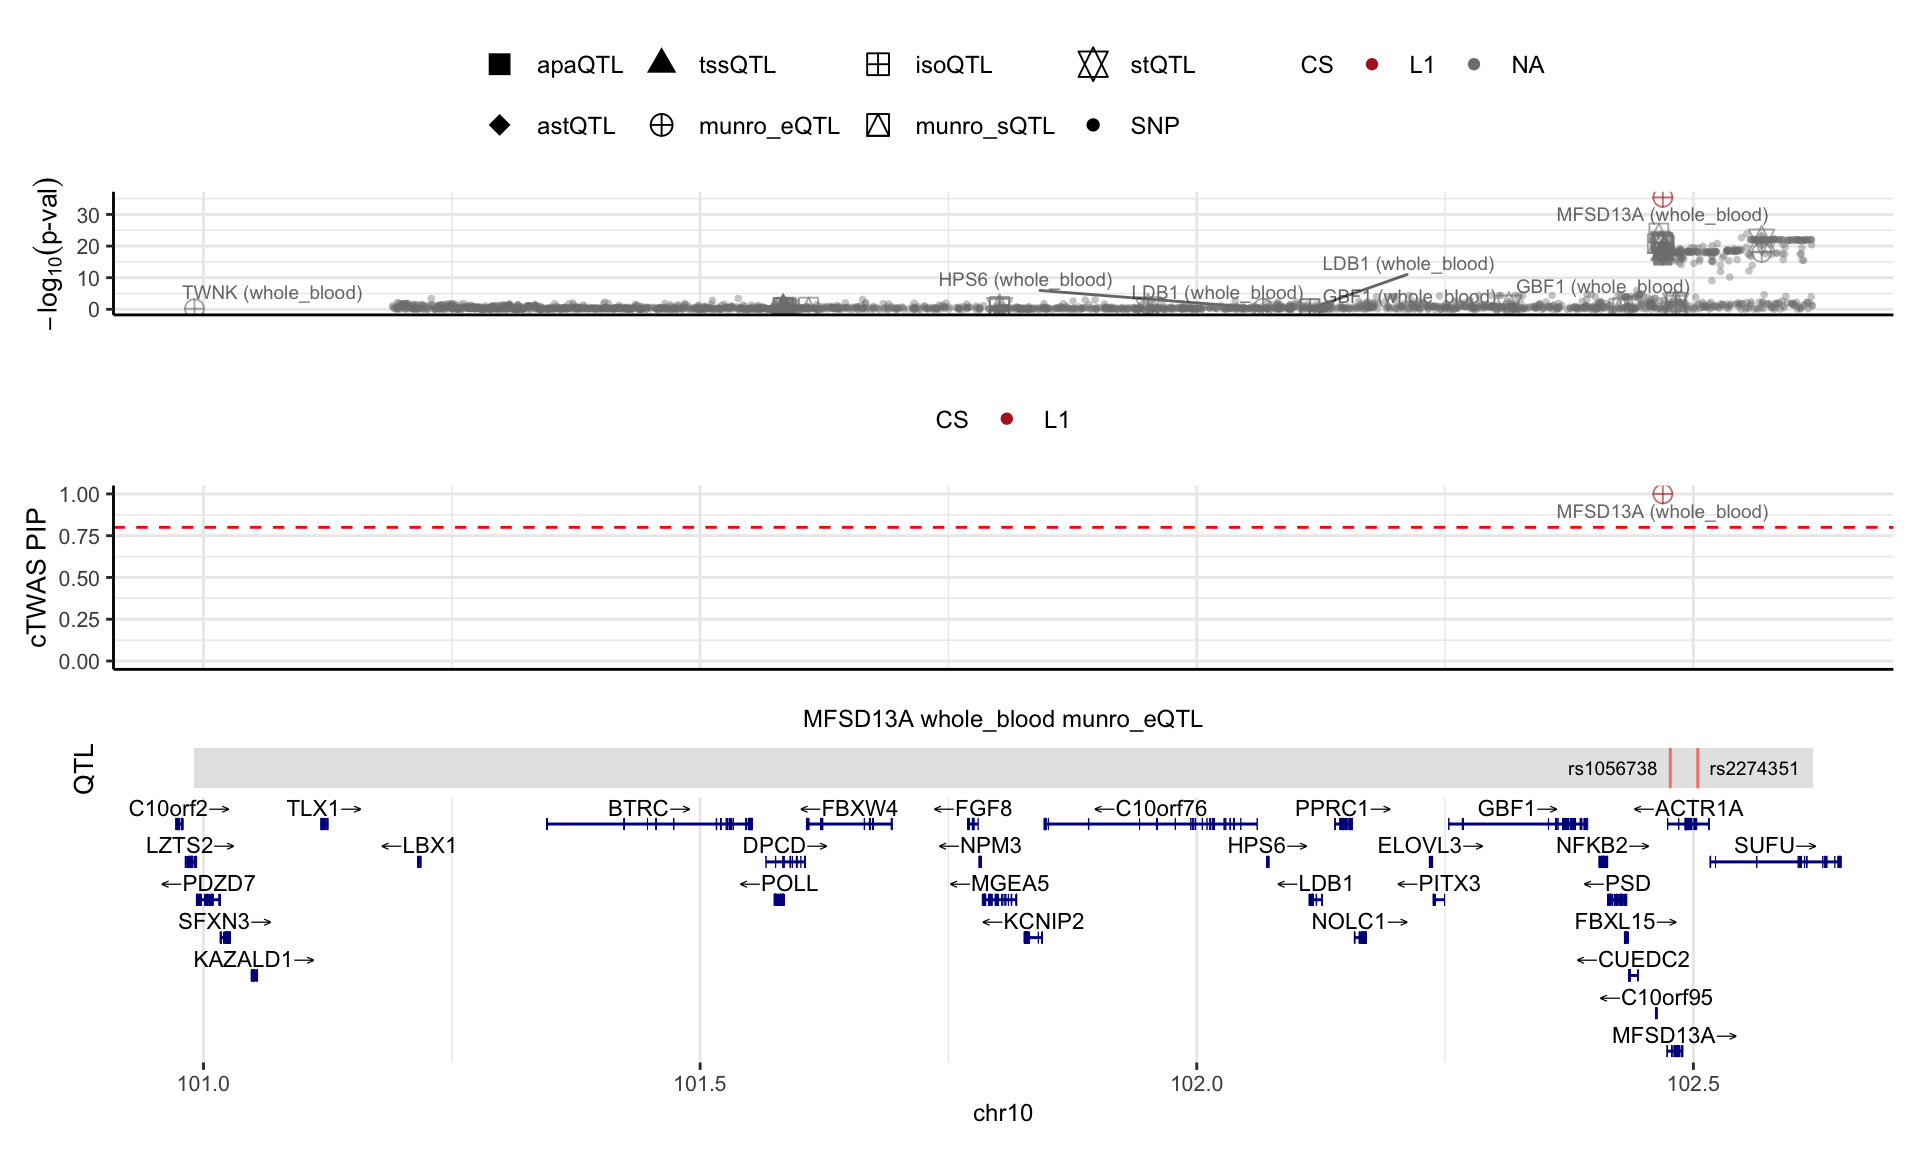 apaQTL tssQTL isoQTL stQTL CS L1 NA
astQTL munro_eQTL munro_sQTL SNP
−log10(p-val)
30
20
10
0
MFSD13A (whole_blood)
LDB1 (whole_blood)
HPS6 (whole_blood)
GBF1 (whole_blood)
TWNK (whole_blood)
LDB1 (whole_blood)
GBF1 (whole_blood)
CS L1
cTWAS PIP
1.00
0.75
0.50
0.25
0.00
MFSD13A (whole_blood)
MFSD13A whole_blood munro_eQTL
QTL
rs1056738 rs2274351
C10orf2→ TLX1→ BTRC→ ←FBXW4 ←FGF8 ←C10orf76 PPRC1→ GBF1→ ←ACTR1A
LZTS2→ ←LBX1 DPCD→ ←NPM3 HPS6→ ELOVL3→ NFKB2→ SUFU→
←PDZD7 ←POLL ←MGEA5 ←LDB1 ←PITX3 ←PSD
SFXN3→ ←KCNIP2 NOLC1→ FBXL15→
KAZALD1→ ←CUEDC2
←C10orf95
MFSD13A→
101.0 101.5 102.0 102.5
chr10